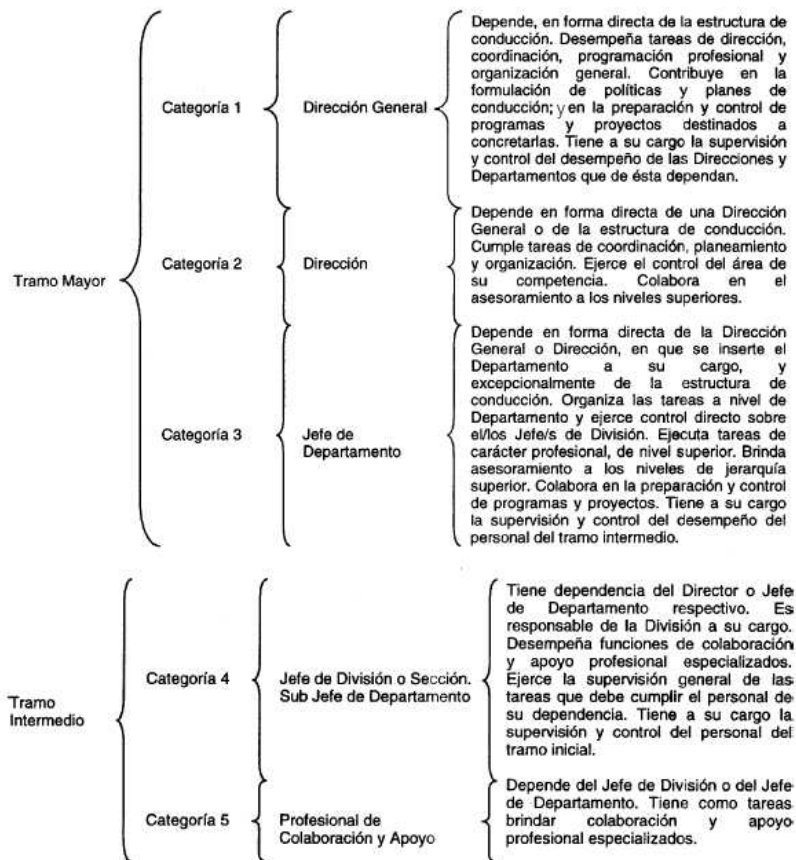 Tramo Mayor
Categoría 1
Dirección General
Depende, en forma directa de la estructura de
conducción. Desempeña tareas de dirección,
coordinación, programación profesional y
organización general. Contribuye en la
formulación de políticas y planes de
conducción; y en la preparación y control de
programas y proyectos destinados a
concretarlas. Tiene a su cargo la supervisión
y control del desempeño de las Direcciones y
Departamentos que de ésta dependan.
Categoría 2
Dirección
Depende en forma directa de una Dirección
General o de la estructura de conducción.
Cumple tareas de coordinación, planeamiento
y organización. Ejerce el control del área de
su competencia. Colabora en el
asesoramiento a los niveles superiores.
Categoría 3
Jefe de
Departamento
Depende en forma directa de la Dirección
General o Dirección, en que se inserte el
Departamento a su cargo, y
excepcionalmente de la estructura de
conducción. Organiza las tareas a nivel de
Departamento y ejerce control directo sobre
el/los Jefe/s de División. Ejecuta tareas de
carácter profesional, de nivel superior. Brinda
asesoramiento a los niveles de jerarquía
superior. Colabora en la preparación y control
de programas y proyectos. Tiene a su cargo
la supervisión y control del desempeño del
personal del tramo intermedio.
Tramo
Intermedio
Categoría 4
Jefe de División o Sección.
Sub Jefe de Departamento
Tiene dependencia del Director o Jefe
de Departamento respectivo. Es
responsable de la División a su cargo.
Desempeña funciones de colaboración
y apoyo profesional especializados.
Ejerce la supervisión general de las
tareas que debe cumplir el personal de
su dependencia. Tiene a su cargo la
supervisión y control del personal del
tramo inicial.
Categoría 5
Profesional de
Colaboración y Apoyo
Depende del Jefe de División o del Jefe
de Departamento. Tiene como tareas
brindar colaboración y apoyo
profesional especializados.